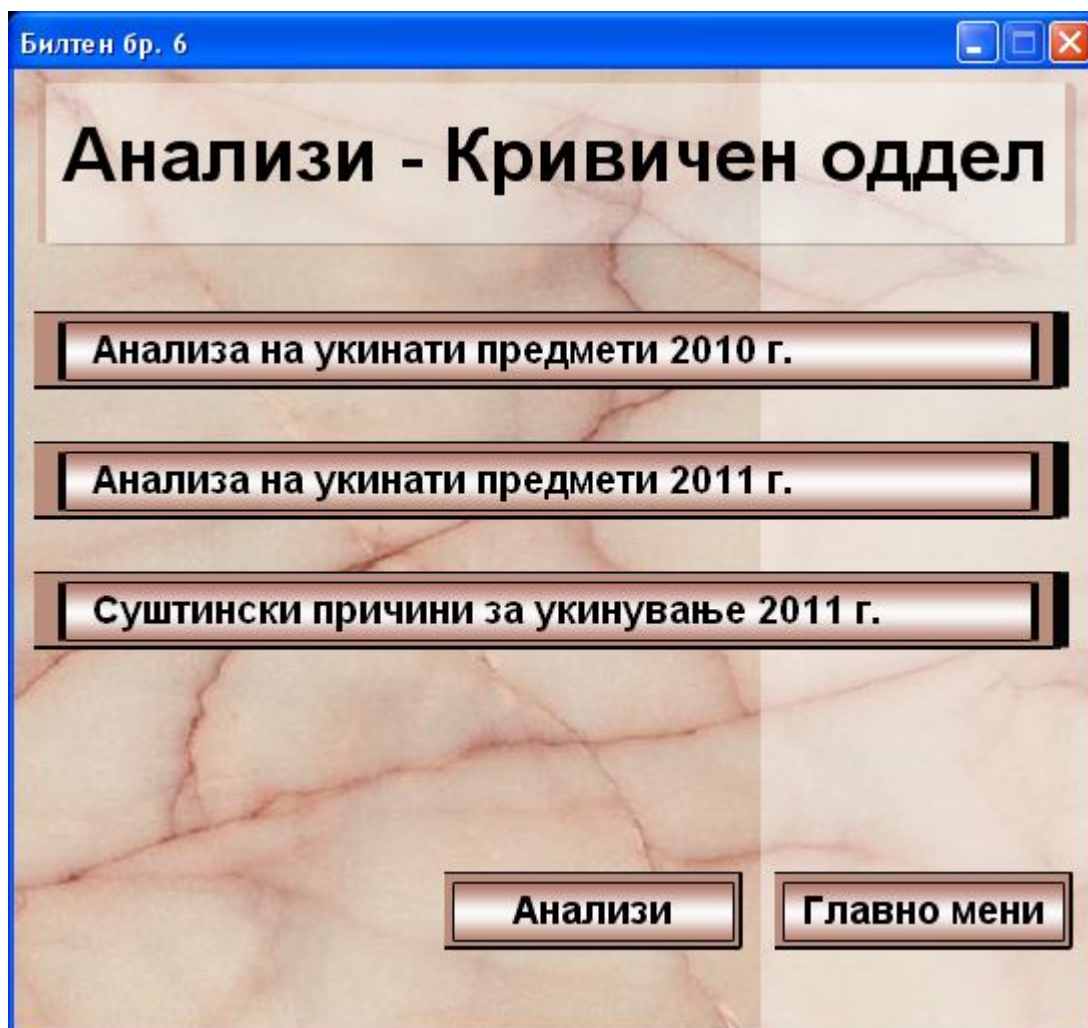 Билтен бр. 6
Анализи - Кривичен оддел
Анализа на укинати предмети 2010 г.
Анализа на укинати предмети 2011 г.
Суштински причини за укинување 2011 г.
Анализи
Главно мени